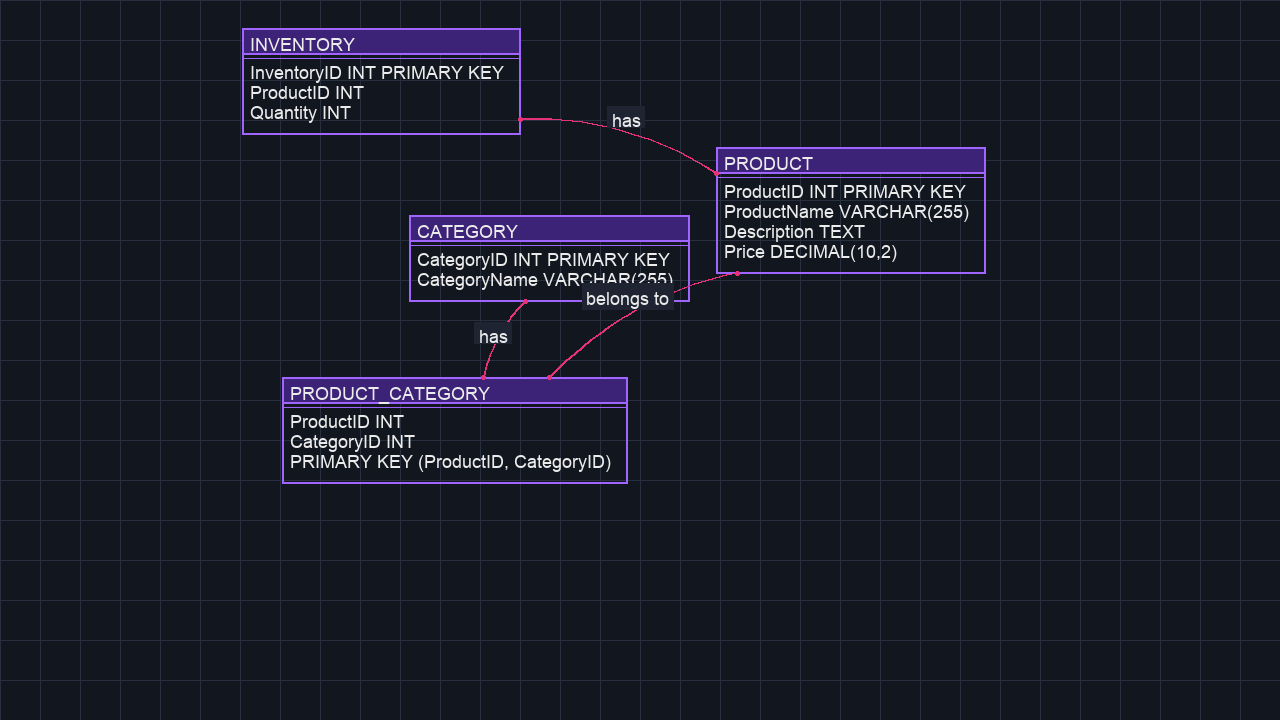 INVENTORY
InventoryID INT PRIMARY KEY
ProductID INT
Quantity INT
has
PRODUCT
ProductID INT PRIMARY KEY
ProductName VARCHAR(255)
Description TEXT
Price DECIMAL(10,2)
CATEGORY
CategoryID INT PRIMARY KEY
CategoryName VARCHAR(255)
belongs to
has
PRODUCT_CATEGORY
ProductID INT
CategoryID INT
PRIMARY KEY (ProductID, CategoryID)